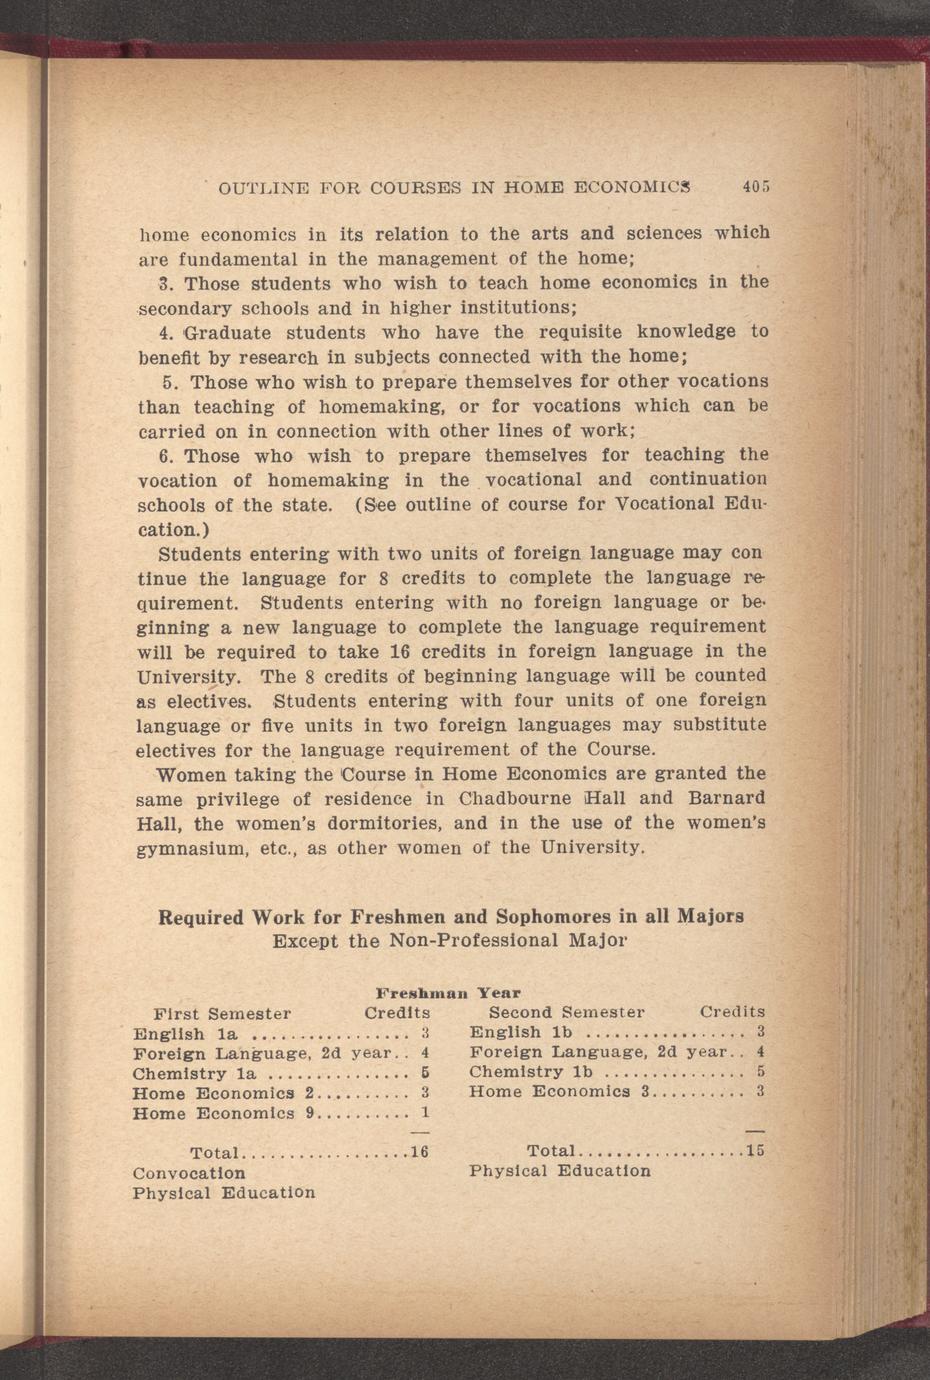 OUTLINE FOR COURSES IN HOME ECONOMICS 405
home economics in its relation to the arts and sciences which
are fundamental in the management of the home;
3. Those students who wish to teach home economics in the
secondary schools and in higher institutions;
4. Graduate students who have the requisite knowledge to
benefit by research in subjects connected with the home;
5. Those who wish to prepare themselves for other vocations
than teaching of homemaking, or for vocations which can be
carried on in connection with other lines of work;
6. Those who wish to prepare themselves for teaching the
vocation of homemaking in the vocational and continuation
schools of the state. (See outline of course for Vocational Edu-
cation.)
Students entering with two units of foreign language may con
tinue the language for 8 credits to complete the language re-
quirement. Students entering with no foreign language or be-
ginning a new language to complete the language requirement
will be required to take 16 credits in foreign language in the
University. The 8 credits of beginning language will be counted
as electives. Students entering with four units of one foreign
language or five units in two foreign languages may substitute
electives for the language requirement of the Course.
Women taking the Course in Home Economics are granted the
same privilege of residence in Chadbourne Hall and Barnard
Hall, the women's dormitories, and in the use of the women's
gymnasium, etc., as other women of the University.
Required Work for Freshmen and Sophomores in all Majors
Except the Non-Professional Major
Freshman Year
First Semester Credits
English 1a ................ 3
Foreign Language, 2d year.. 4
Chemistry 1a ............... 5
Home Economics 2.......... 3
Home Economics 9.......... 1
Total..................16
Convocation
Physical Education
Second Semester Credits
English 1b ................. 3
Foreign Language, 2d year.. 4
Chemistry 1b ............... 5
Home Economics 3.......... 3
Total..................15
Physical Education